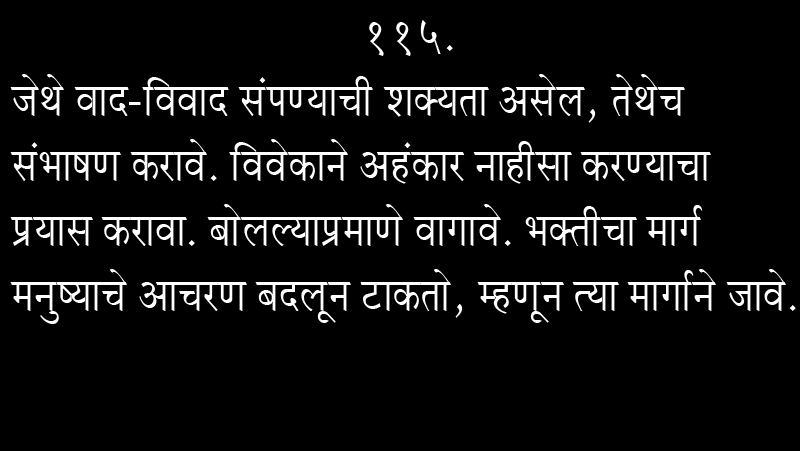 ११५.
जेथे वाद-विवाद संपण्याची शक्यता असेल, तेथेच
संभाषण करावे. विवेकाने अहंकार नाहीसा करण्याचा
प्रयास करावा. बोलल्याप्रमाणे वागावे. भक्तीचा मार्ग
मनुष्याचे आचरण बदलून टाकतो, म्हणून त्या मार्गाने जावे.